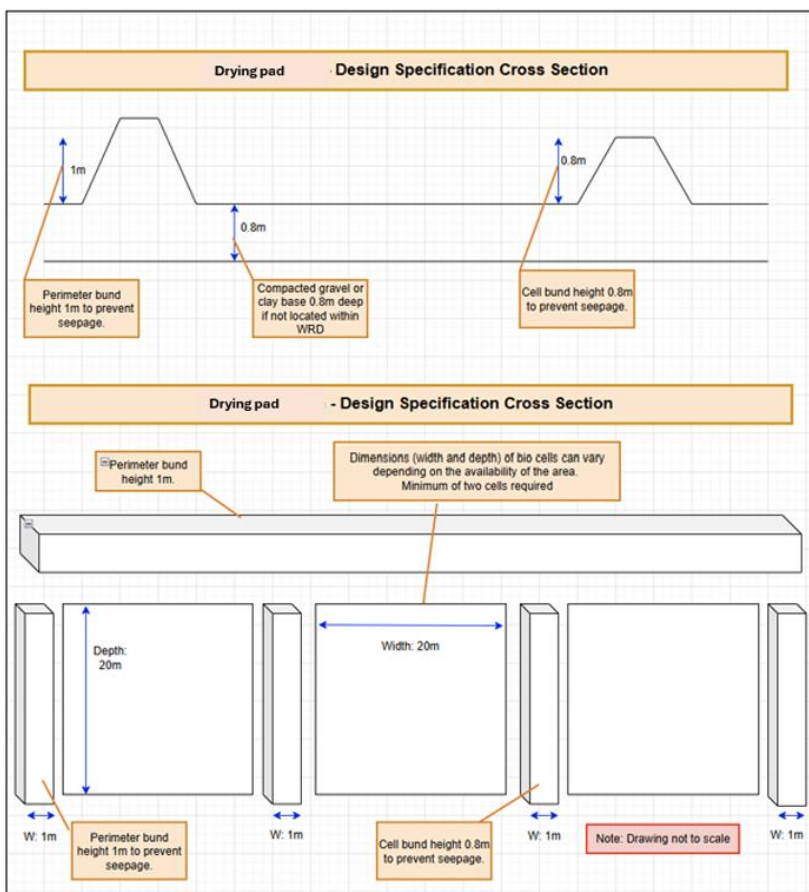 Drying pad - Design Specification Cross Section
1m
0.8m
0.8m
Perimeter bund
height 1m to prevent
seepage.
Compacted gravel or
clay base 0.8m deep
if not located within
WRD
Cell bund height 0.8m
to prevent seepage.
Drying pad - Design Specification Cross Section
Perimeter bund
height 1m.
Dimensions (width and depth) of bio cells can vary
depending on the availability of the area.
Minimum of two cells required
Depth:
20m
Width: 20m
W: 1m
Perimeter bund
height 1m to prevent
seepage.
W: 1m
Cell bund height 0.8m
to prevent seepage.
W: 1m
Note: Drawing not to scale
W: 1m